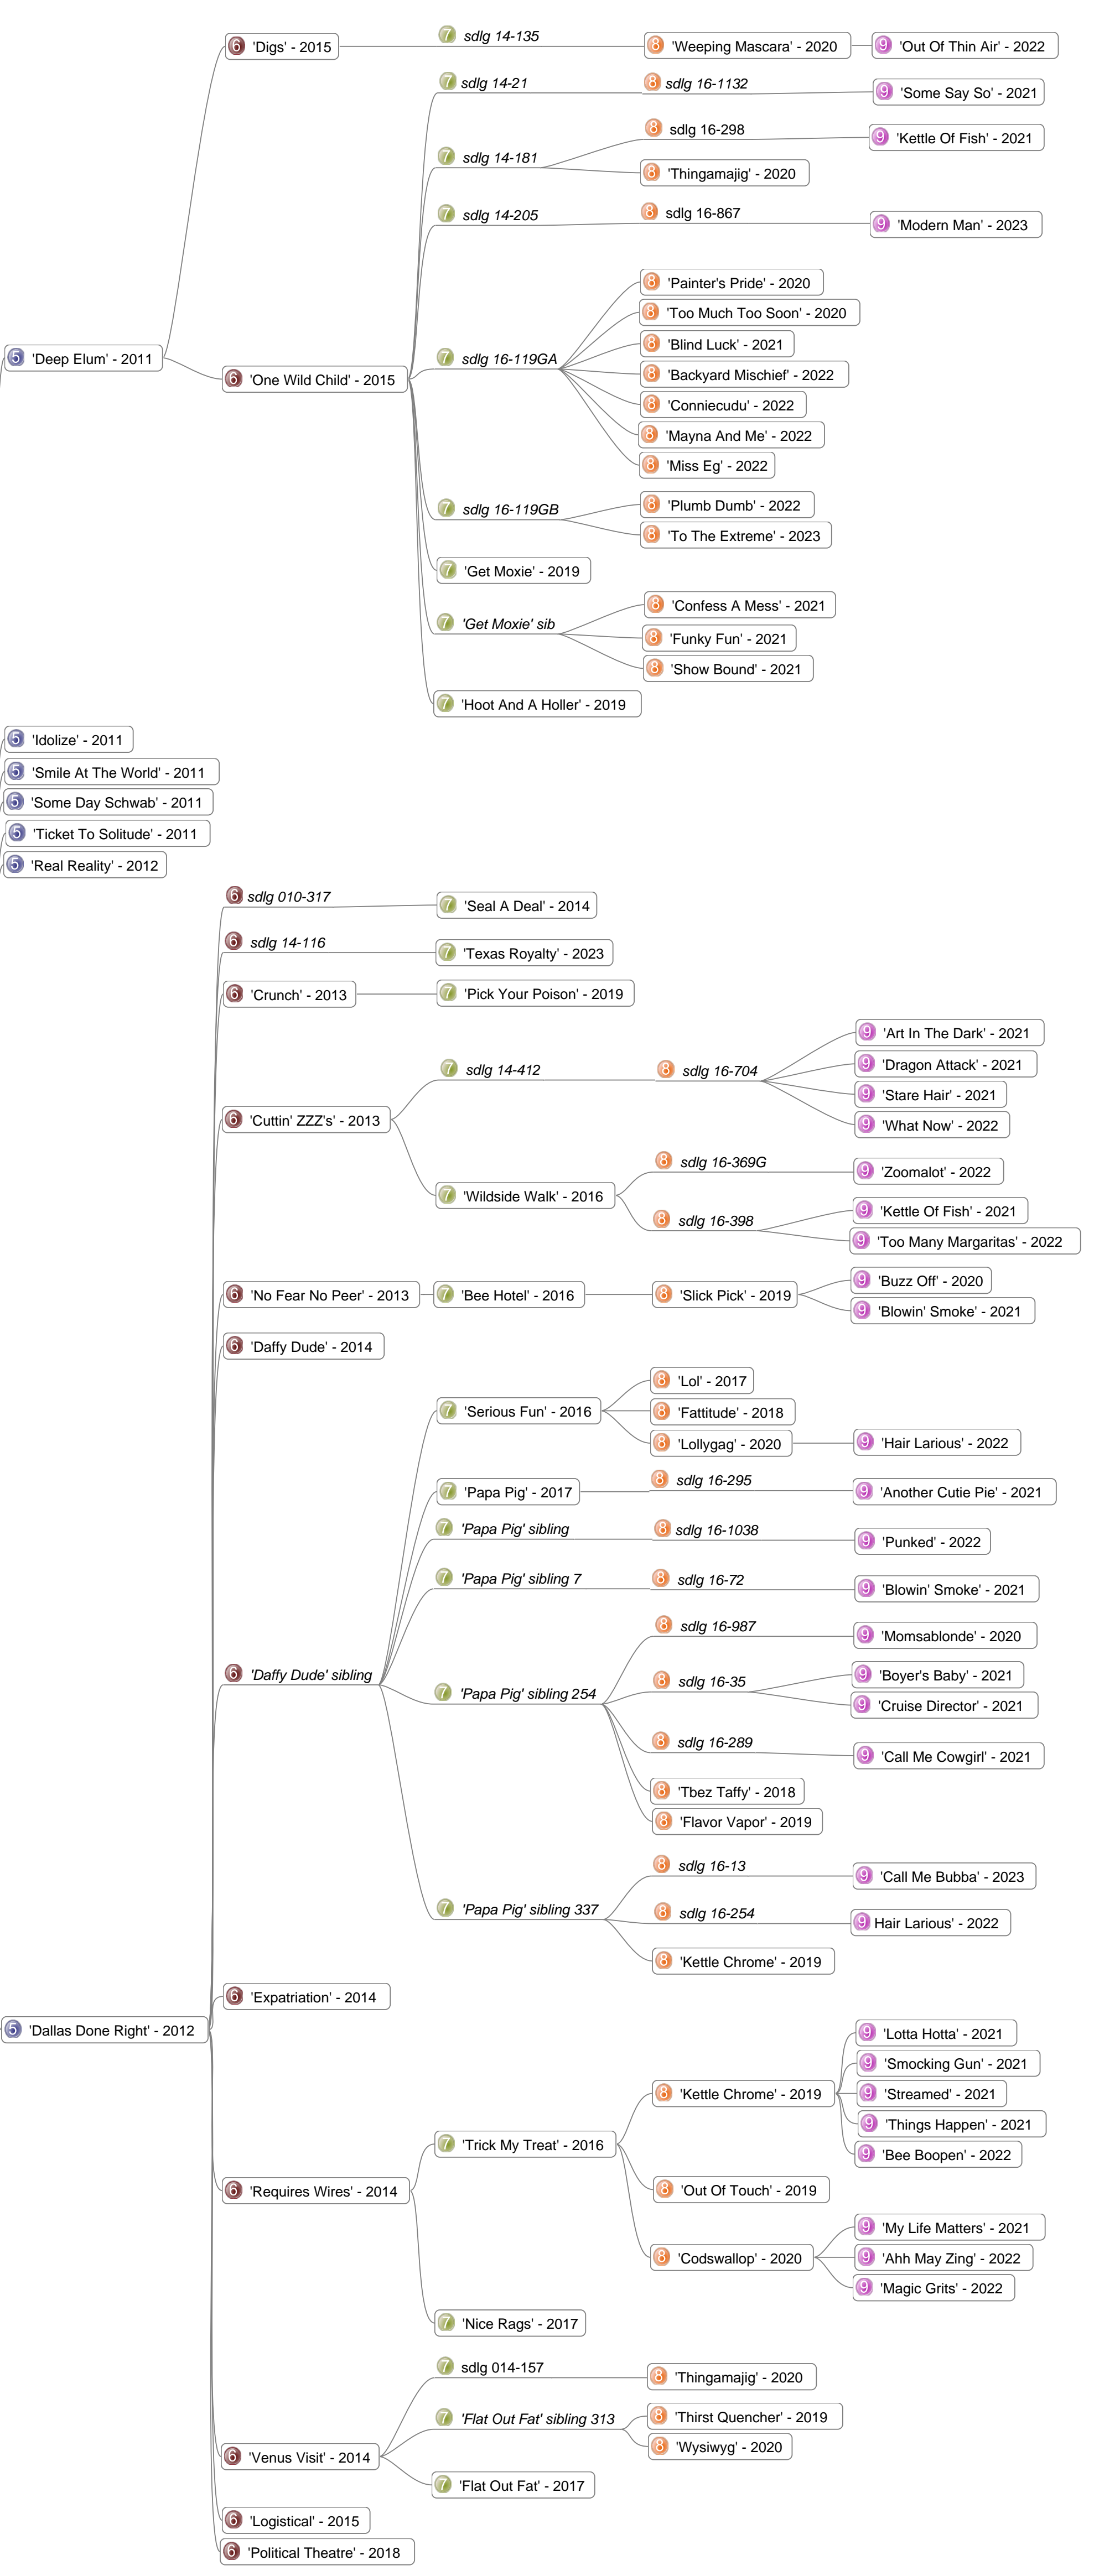 6 'Digs' - 2015
7 sdlg 14-135
8 'Weeping Mascara' - 2020
9 'Out Of Thin Air' - 2022
7 sdlg 14-21
8 sdlg 16-1132
9 'Some Say So' - 2021
7 sdlg 14-181
8 sdlg 16-298
9 'Kettle Of Fish' - 2021
8 'Thingamajig' - 2020
7 sdlg 14-205
8 sdlg 16-867
9 'Modern Man' - 2023
5 'Deep Elum' - 2011
6 'One Wild Child' - 2015
7 sdlg 16-119GA
8 'Painter's Pride' - 2020
8 'Too Much Too Soon' - 2020
8 'Blind Luck' - 2021
8 'Backyard Mischief' - 2022
8 'Conniecudu' - 2022
8 'Mayna And Me' - 2022
8 'Miss Eg' - 2022
7 sdlg 16-119GB
8 'Plumb Dumb' - 2022
8 'To The Extreme' - 2023
7 'Get Moxie' - 2019
7 'Get Moxie' sib
8 'Confess A Mess' - 2021
8 'Funky Fun' - 2021
8 'Show Bound' - 2021
7 'Hoot And A Holler' - 2019
5 'Idolize' - 2011
5 'Smile At The World' - 2011
5 'Some Day Schwab' - 2011
5 'Ticket To Solitude' - 2011
5 'Real Reality' - 2012
6 sdlg 010-317
7 'Seal A Deal' - 2014
6 sdlg 14-116
7 'Texas Royalty' - 2023
6 'Crunch' - 2013
7 'Pick Your Poison' - 2019
6 'Cuttin' ZZZ's' - 2013
7 sdlg 14-412
8 sdlg 16-704
9 'Art In The Dark' - 2021
9 'Dragon Attack' - 2021
9 'Stare Hair' - 2021
9 'What Now' - 2022
7 'Wildside Walk' - 2016
8 sdlg 16-369G
9 'Zoomalot' - 2022
8 sdlg 16-398
9 'Kettle Of Fish' - 2021
9 'Too Many Margaritas' - 2022
6 'No Fear No Peer' - 2013
7 'Bee Hotel' - 2016
8 'Slick Pick' - 2019
9 'Buzz Off' - 2020
9 'Blowin' Smoke' - 2021
6 'Daffy Dude' - 2014
6 'Daffy Dude' sibling
7 'Serious Fun' - 2016
8 'Lol' - 2017
8 'Fattitude' - 2018
8 'Lollygag' - 2020
9 'Hair Larious' - 2022
7 'Papa Pig' - 2017
8 sdlg 16-295
9 'Another Cutie Pie' - 2021
7 'Papa Pig' sibling
8 sdlg 16-1038
9 'Punked' - 2022
7 'Papa Pig' sibling 7
8 sdlg 16-72
9 'Blowin' Smoke' - 2021
7 'Papa Pig' sibling 254
8 sdlg 16-987
9 'Momsablonde' - 2020
8 sdlg 16-35
9 'Boyer's Baby' - 2021
9 'Cruise Director' - 2021
8 sdlg 16-289
9 'Call Me Cowgirl' - 2021
8 'Tbez Taffy' - 2018
8 'Flavor Vapor' - 2019
7 'Papa Pig' sibling 337
8 sdlg 16-13
9 'Call Me Bubba' - 2023
8 sdlg 16-254
9 Hair Larious' - 2022
8 'Kettle Chrome' - 2019
6 'Expatriation' - 2014
5 'Dallas Done Right' - 2012
6 'Requires Wires' - 2014
7 'Trick My Treat' - 2016
8 'Kettle Chrome' - 2019
9 'Lotta Hotta' - 2021
9 'Smocking Gun' - 2021
9 'Streamed' - 2021
9 'Things Happen' - 2021
9 'Bee Boopen' - 2022
8 'Out Of Touch' - 2019
8 'Codswallop' - 2020
9 'My Life Matters' - 2021
9 'Ahh May Zing' - 2022
9 'Magic Grits' - 2022
7 'Nice Rags' - 2017
6 'Venus Visit' - 2014
7 sdlg 014-157
8 'Thingamajig' - 2020
7 'Flat Out Fat' sibling 313
8 'Thirst Quencher' - 2019
8 'Wysiwyg' - 2020
7 'Flat Out Fat' - 2017
6 'Logistical' - 2015
6 'Political Theatre' - 2018